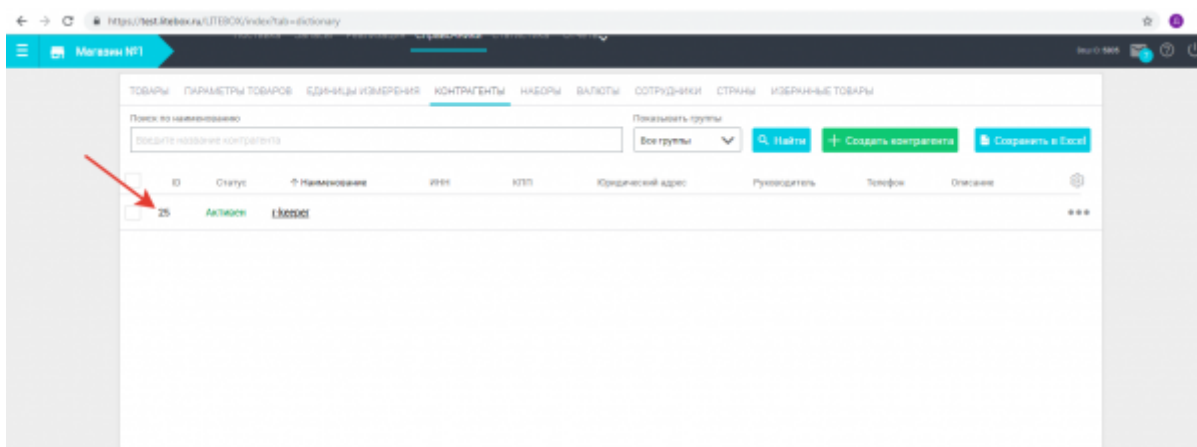 https://test.litebox.ru/LITEBOX/index?tab=dictionary
Магазин №1
Справочники
ТОВАРЫ ПАРАМЕТРЫ ТОВАРОВ ЕДИНИЦЫ ИЗМЕРЕНИЯ КОНТРАГЕНТЫ НАБОРЫ ВАЛЮТЫ СОТРУДНИКИ СТРАНЫ ИЗБРАННЫЕ ТОВАРЫ
Поиск по наименованию Показывать группы
Введите название контрагента Все группы Найти Создать контрагента Сохранить в Excel
ID Статус Наименование ИНН КПП Юридический адрес Руководитель Телефон Описание
25 Активен r-keeper